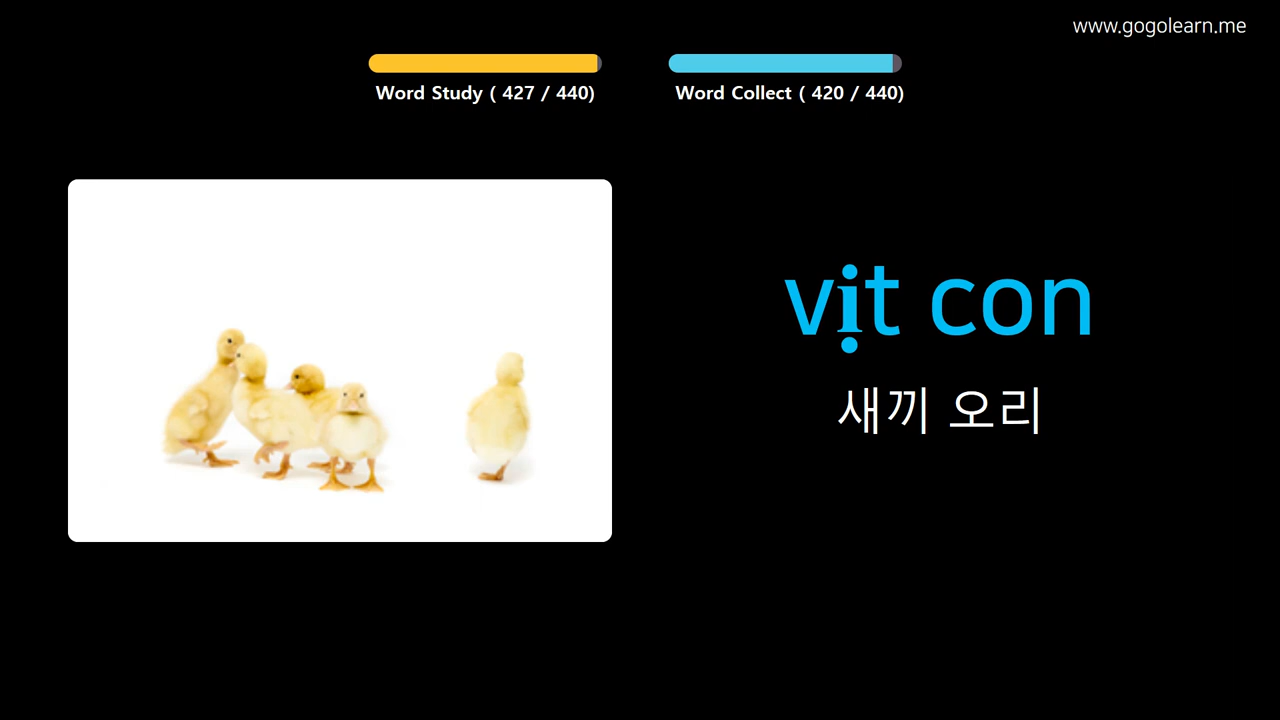 www.gogolearn.me
Word Study ( 427 / 440)
Word Collect ( 420 / 440)
vịt con
새끼 오리